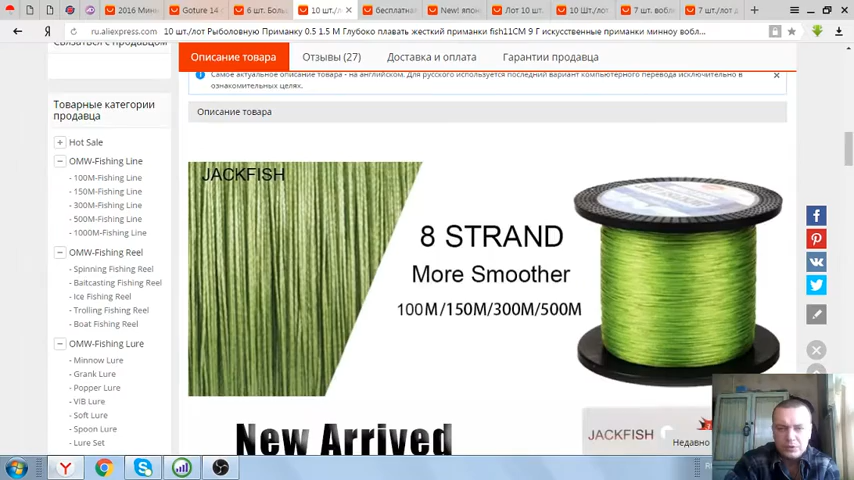 2016 Мин
Goture 14
6 шт. Боль
10 шт./л
бесплатна
New! япон
Лот 10 шт.
10 Шт./лот
7 шт. вобл
7 шт./лот д
ru.aliexpress.com
10 шт./лот Рыболовную Приманку 0.5 1.5 М Глубоко плавать жесткий приманки fish11CM 9 Г искусственные приманки минноу вобл...
Связаться с продавцом
Описание товара
Отзывы (27)
Доставка и оплата
Гарантии продавца
Самое актуальное описание товара - на английском. Для русского используется последний вариант компьютерного перевода исключительно в
ознакомительных целях.
Товарные категории
продавца
Описание товара
Hot Sale
OMW-Fishing Line
- 100M-Fishing Line
- 150M-Fishing Line
- 300M-Fishing Line
- 500M-Fishing Line
- 1000M-Fishing Line
OMW-Fishing Reel
- Spinning Fishing Reel
- Baitcasting Fishing Reel
- Ice Fishing Reel
- Trolling Fishing Reel
- Boat Fishing Reel
OMW-Fishing Lure
- Minnow Lure
- Grank Lure
- Popper Lure
- VIB Lure
- Soft Lure
- Spoon Lure
- Lure Set
JACKFISH
8 STRAND
More Smoother
100M/150M/300M/500M
New Arrived
JACKFISH
Недавно